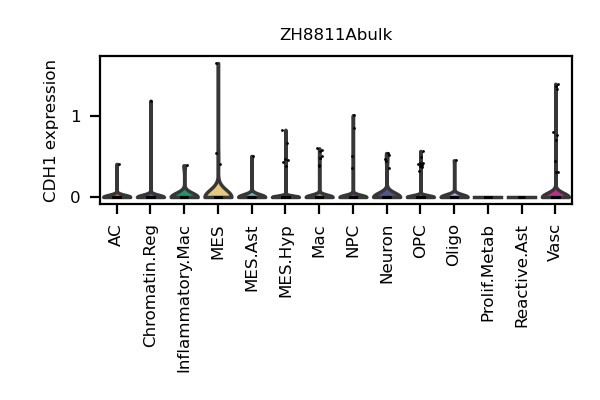 ZH8811Abulk
CDH1 expression
1
0
AC
Chromatin.Reg
Inflammatory.Mac
MES
MES.Ast
MES.Hyp
Mac
NPC
Neuron
OPC
Oligo
Prolif.Metab
Reactive.Ast
Vasc